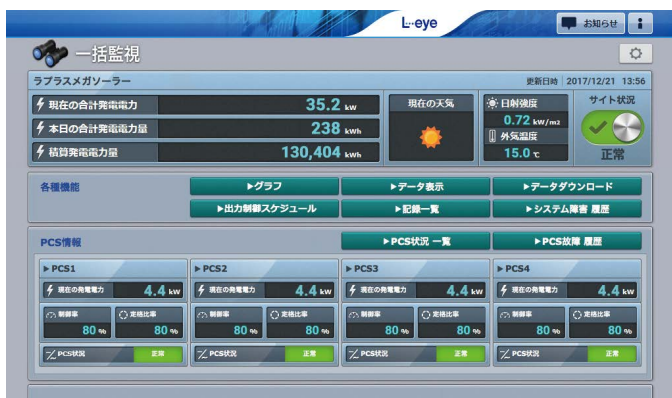 L・eye
お知らせ
一括監視
ラプラスメガソーラー
更新日時 2017/12/21 13:56
現在の合計発電電力 35.2 kW
本日の合計発電電力量 238 kWh
積算発電電力量 130,404 kWh
現在の天気
日射強度
0.72 kW/m2
外気温度
15.0 ℃
サイト状況
正常
各種機能
▶グラフ
▶データ表示
▶データダウンロード
▶出力制御スケジュール
▶記録一覧
▶システム障害 履歴
PCS情報
▶PCS状況 一覧
▶PCS故障 履歴
▶PCS1
現在の発電電力 4.4 kW
制御率 定格比率
80 % 80 %
PCS状況 正常
▶PCS2
現在の発電電力 4.4 kW
制御率 定格比率
80 % 80 %
PCS状況 正常
▶PCS3
現在の発電電力 4.4 kW
制御率 定格比率
80 % 80 %
PCS状況 正常
▶PCS4
現在の発電電力 4.4 kW
制御率 定格比率
80 % 80 %
PCS状況 正常